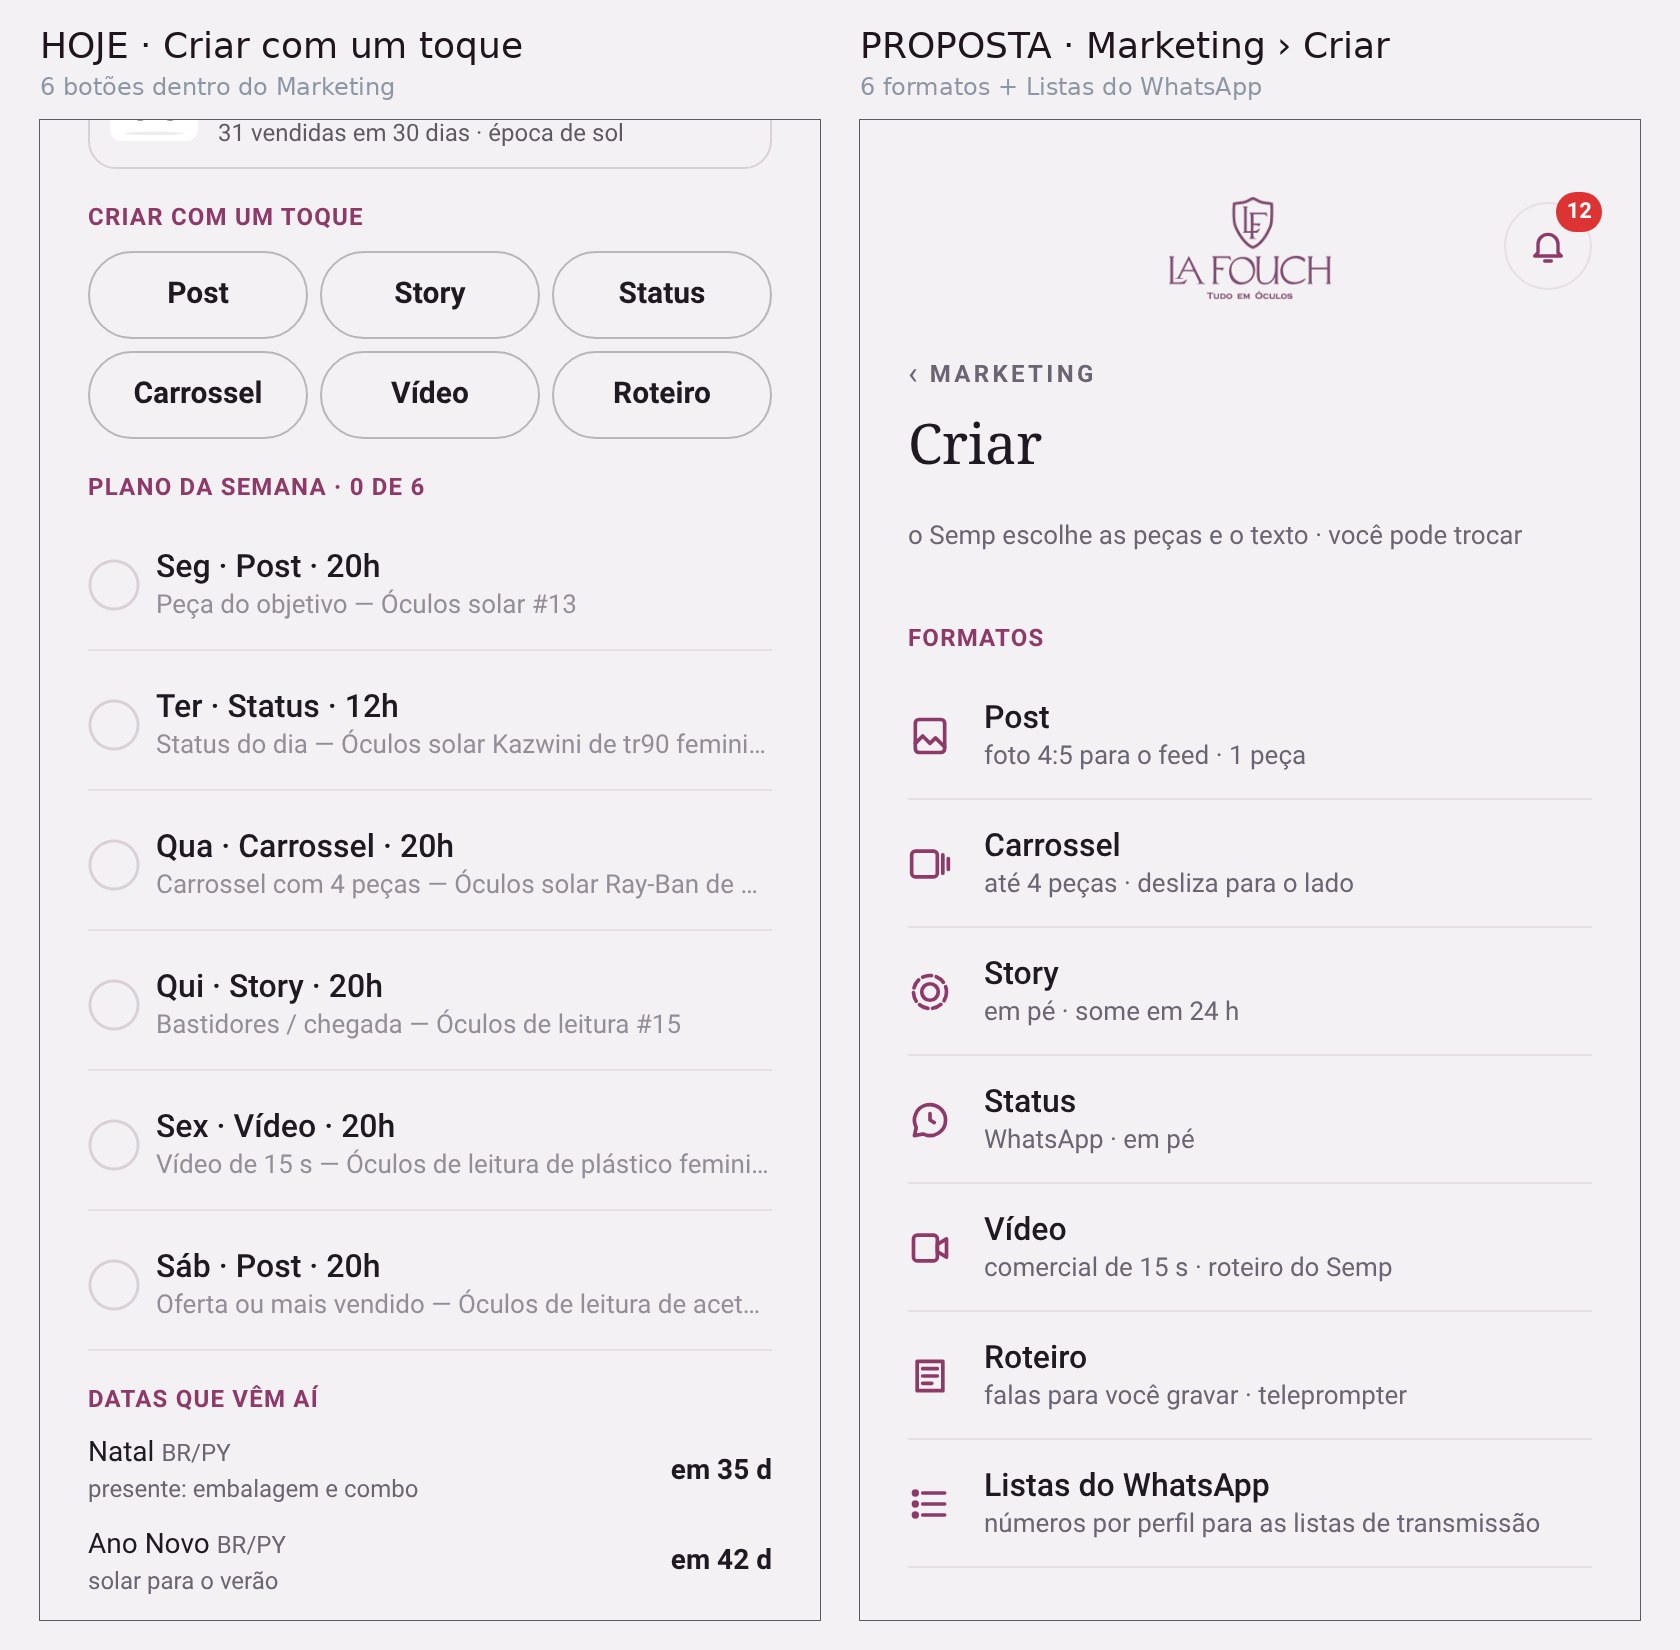 HOJE · Criar com um toque
6 botões dentro do Marketing
31 vendidas em 30 dias · época de sol
CRIAR COM UM TOQUE
Post
Story
Status
Carrossel
Vídeo
Roteiro
PLANO DA SEMANA · 0 DE 6
Seg · Post · 20h
Peça do objetivo — Óculos solar #13
Ter · Status · 12h
Status do dia — Óculos solar Kazwini de tr90 femini...
Qua · Carrossel · 20h
Carrossel com 4 peças — Óculos solar Ray-Ban de ...
Qui · Story · 20h
Bastidores / chegada — Óculos de leitura #15
Sex · Vídeo · 20h
Vídeo de 15 s — Óculos de leitura de plástico femini...
Sáb · Post · 20h
Oferta ou mais vendido — Óculos de leitura de acet...
DATAS QUE VÊM AÍ
Natal BR/PY
em 35 d
presente: embalagem e combo
Ano Novo BR/PY
em 42 d
solar para o verão
PROPOSTA · Marketing › Criar
6 formatos + Listas do WhatsApp
LF
LA FOUCH
TUDO EM ÓCULOS
12
‹ MARKETING
Criar
o Semp escolhe as peças e o texto · você pode trocar
FORMATOS
Post
foto 4:5 para o feed · 1 peça
Carrossel
até 4 peças · desliza para o lado
Story
em pé · some em 24 h
Status
WhatsApp · em pé
Vídeo
comercial de 15 s · roteiro do Semp
Roteiro
falas para você gravar · teleprompter
Listas do WhatsApp
números por perfil para as listas de transmissão